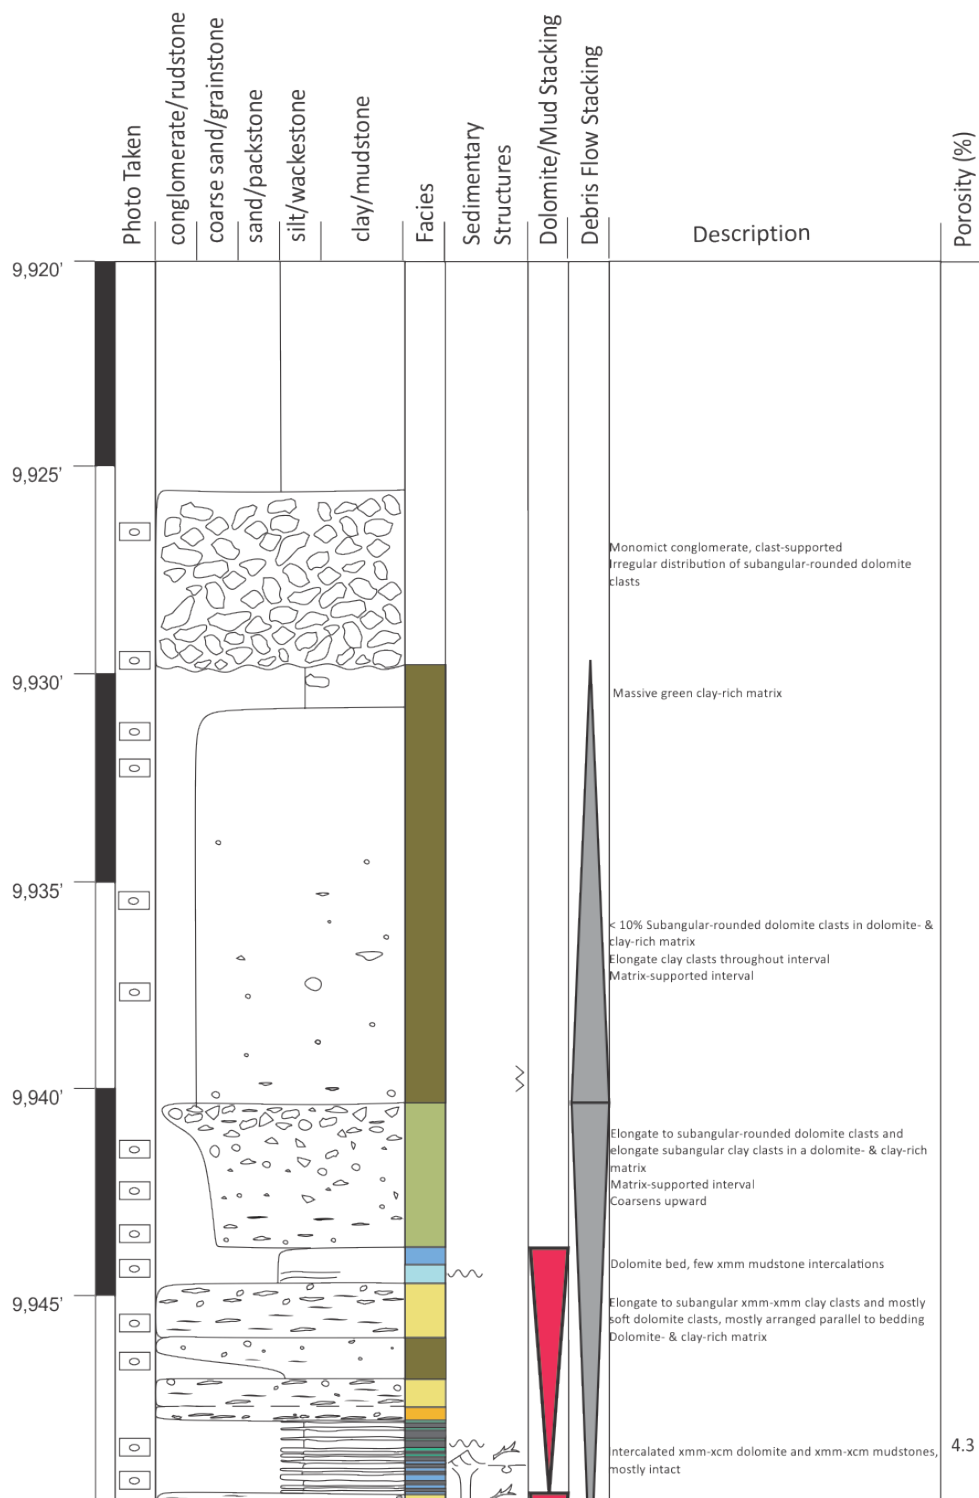 Photo Taken
conglomerate/rudstone
coarse sand/grainstone
sand/packstone
silt/wackestone
clay/mudstone
Facies
Sedimentary
Structures
Dolomite/Mud Stacking
Debris Flow Stacking
Description
Porosity (%)
9,920'
9,925'
Monomict conglomerate, clast-supported
Irregular distribution of subangular-rounded dolomite
clasts
9,930'
Massive green clay-rich matrix
9,935'
< 10% Subangular-rounded dolomite clasts in dolomite- &
clay-rich matrix
Elongate clay clasts throughout interval
Matrix-supported interval
9,940'
Elongate to subangular-rounded dolomite clasts and
elongate subangular clay clasts in a dolomite- & clay-rich
matrix
Matrix-supported interval
Coarsens upward
Dolomite bed, few xmm mudstone intercalations
9,945'
Elongate to subangular xmm-xmm clay clasts and mostly
soft dolomite clasts, mostly arranged parallel to bedding
Dolomite- & clay-rich matrix
4.3
Intercalated xmm-xcm dolomite and xmm-xcm mudstones,
mostly intact